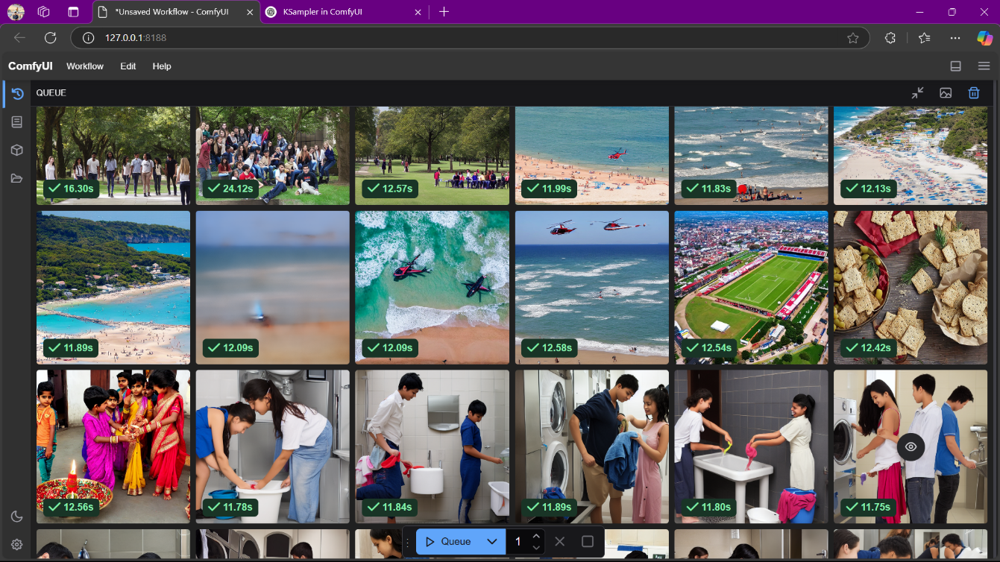 *Unsaved Workflow - ComfyUI
KSampler in ComfyUI
127.0.0.1:8188
ComfyUI Workflow Edit Help
QUEUE
16.30s 24.12s 12.57s 11.99s 11.83s 12.13s
11.89s 12.09s 12.09s 12.58s 12.54s 12.42s
12.56s 11.78s 11.84s 11.89s 11.80s 11.75s
Queue 1